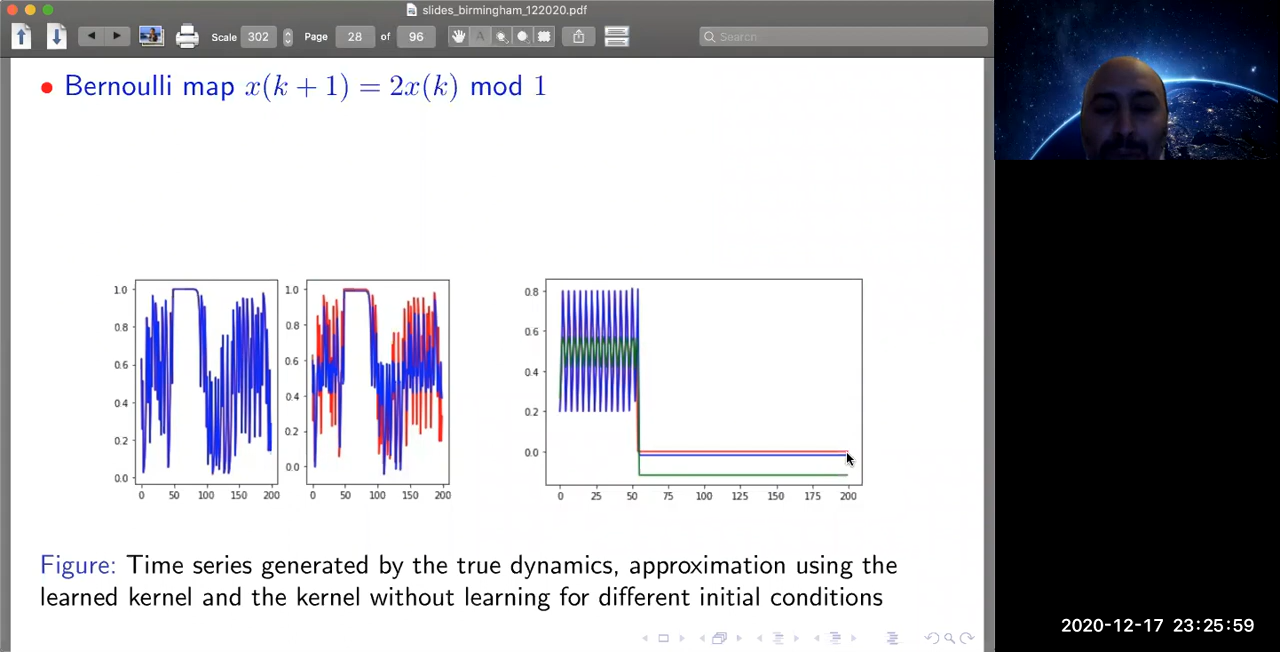 slides_birmingham_122020.pdf
Scale 302 Page 28 of 96 Search
• Bernoulli map x(k + 1) = 2x(k) mod 1
1.0
0.8
0.6
0.4
0.2
0.0
0 50 100 150 200
1.0
0.8
0.6
0.4
0.2
0.0
0 50 100 150 200
0.8
0.6
0.4
0.2
0.0
0 25 50 75 100 125 150 175 200
Figure: Time series generated by the true dynamics, approximation using the
learned kernel and the kernel without learning for different initial conditions
2020-12-17 23:25:59